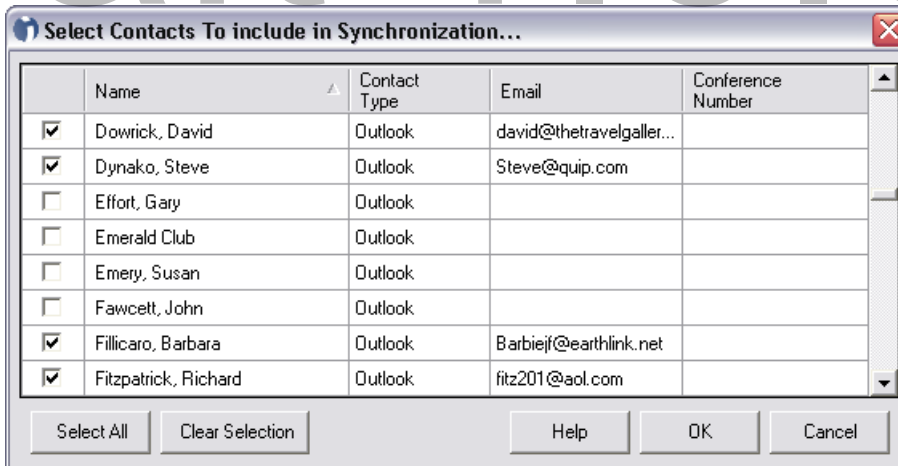 Select Contacts To include in Synchronization...
Name Contact Type Email Conference Number
Dowrick, David Outlook david@thetravelgaller...
Dynako, Steve Outlook Steve@quip.com
Effort, Gary Outlook
Emerald Club Outlook
Emery, Susan Outlook
Fawcett, John Outlook
Fillicaro, Barbara Outlook Barbiejf@earthlink.net
Fitzpatrick, Richard Outlook fitz201@aol.com
Select All Clear Selection Help OK Cancel